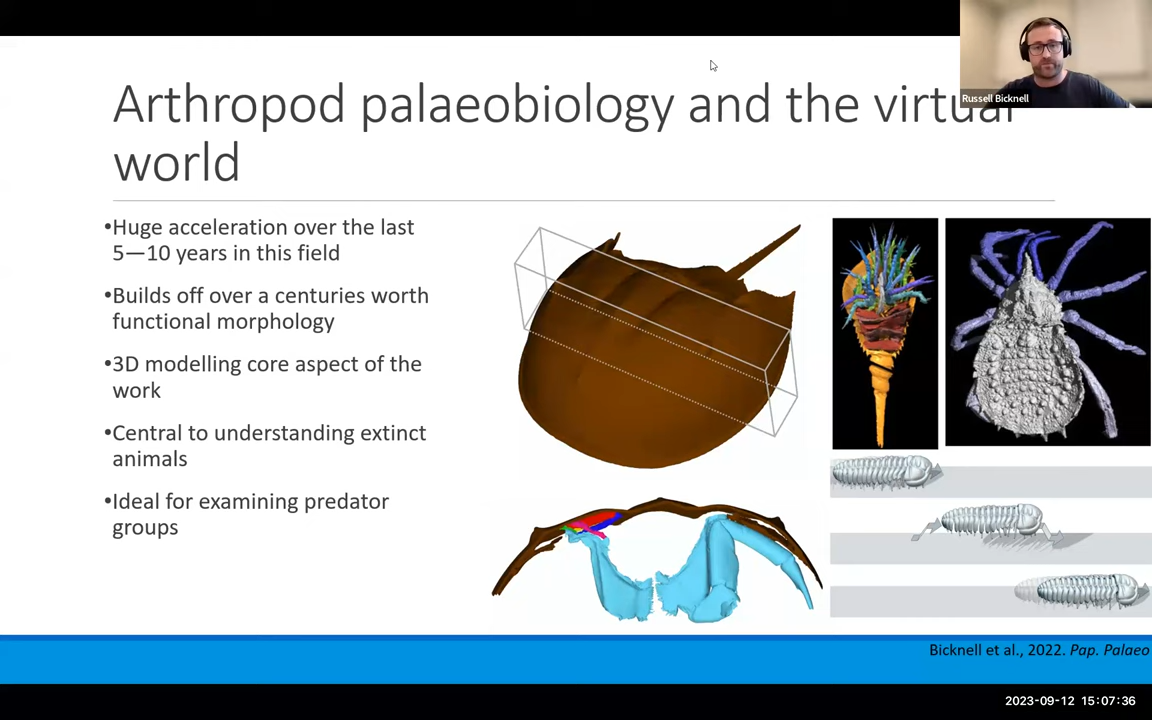 Arthropod palaeobiology and the virtual
world
Russell Bicknell
•Huge acceleration over the last
5—10 years in this field
•Builds off over a centuries worth
functional morphology
•3D modelling core aspect of the
work
•Central to understanding extinct
animals
•Ideal for examining predator
groups
Bicknell et al., 2022. Pap. Palaeo
2023-09-12 15:07:36